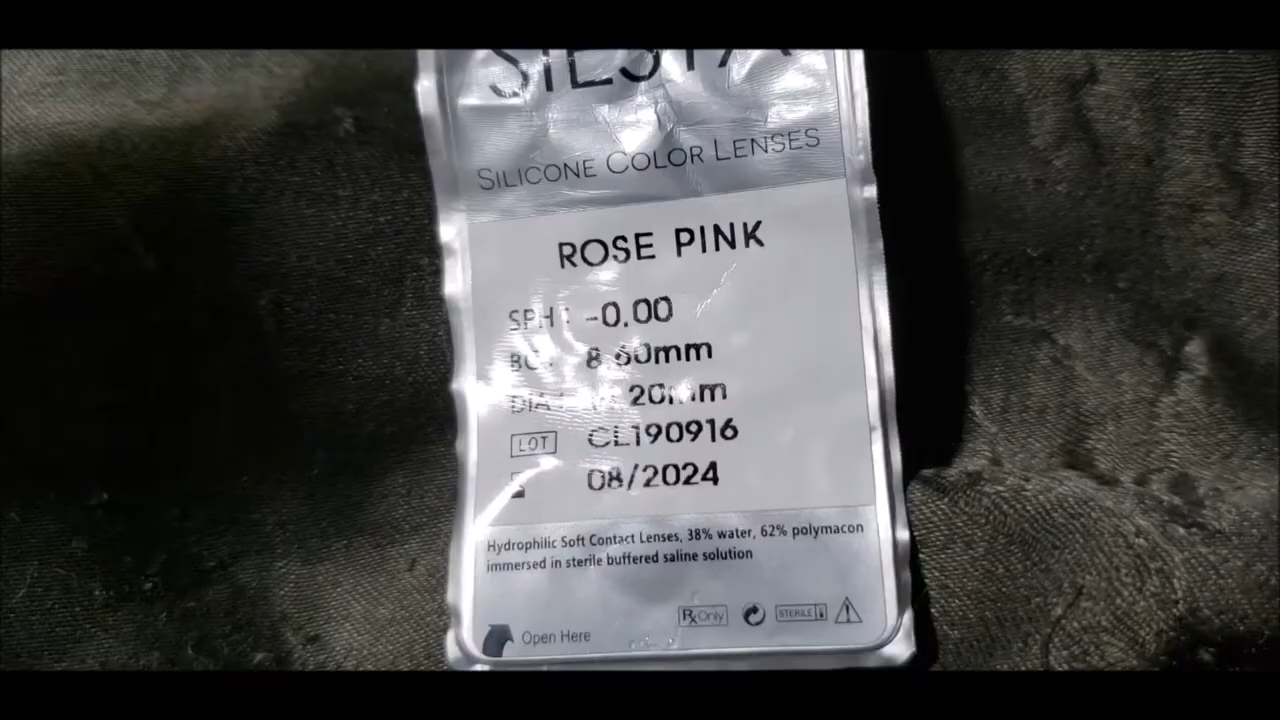 SIESTA
SILICONE COLOR LENSES
ROSE PINK
SPH : -0.00
BC : 8.60mm
DIA : 20mm
LOT CL190916
08/2024
Hydrophilic Soft Contact Lenses, 38% water, 62% polymacon
immersed in sterile buffered saline solution
Rx Only STERILE
Open Here